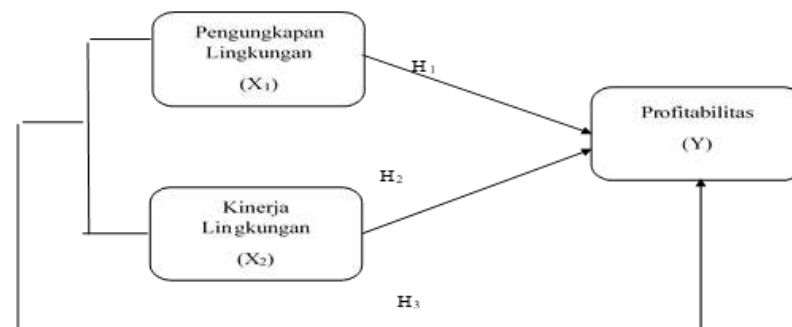 Pengungkapan
Lingkungan
(X₁)
H₁
Profitabilitas
(Y)
H₂
Kinerja
Lingkungan
(X₂)
H₃